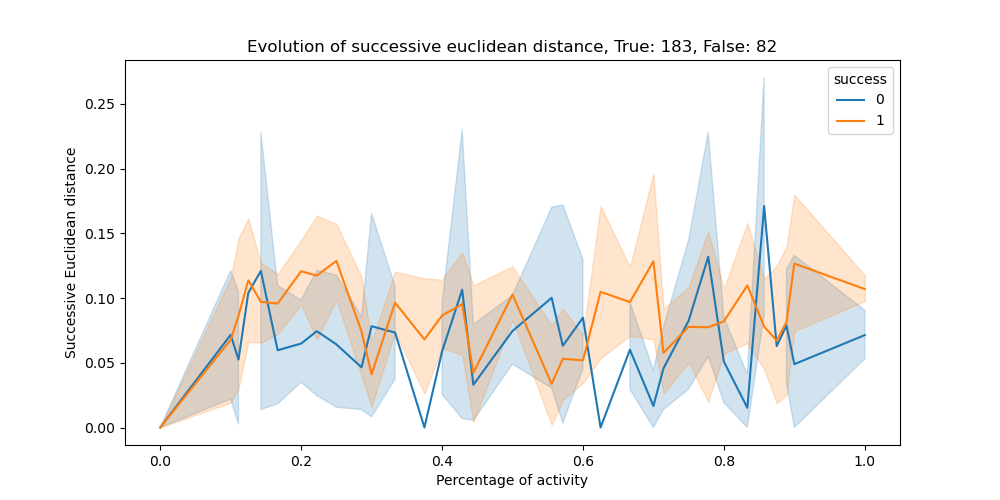 Evolution of successive euclidean distance, True: 183, False: 82
success
0
1
Successive Euclidean distance
0.25
0.20
0.15
0.10
0.05
0.00
0.0 0.2 0.4 0.6 0.8 1.0
Percentage of activity